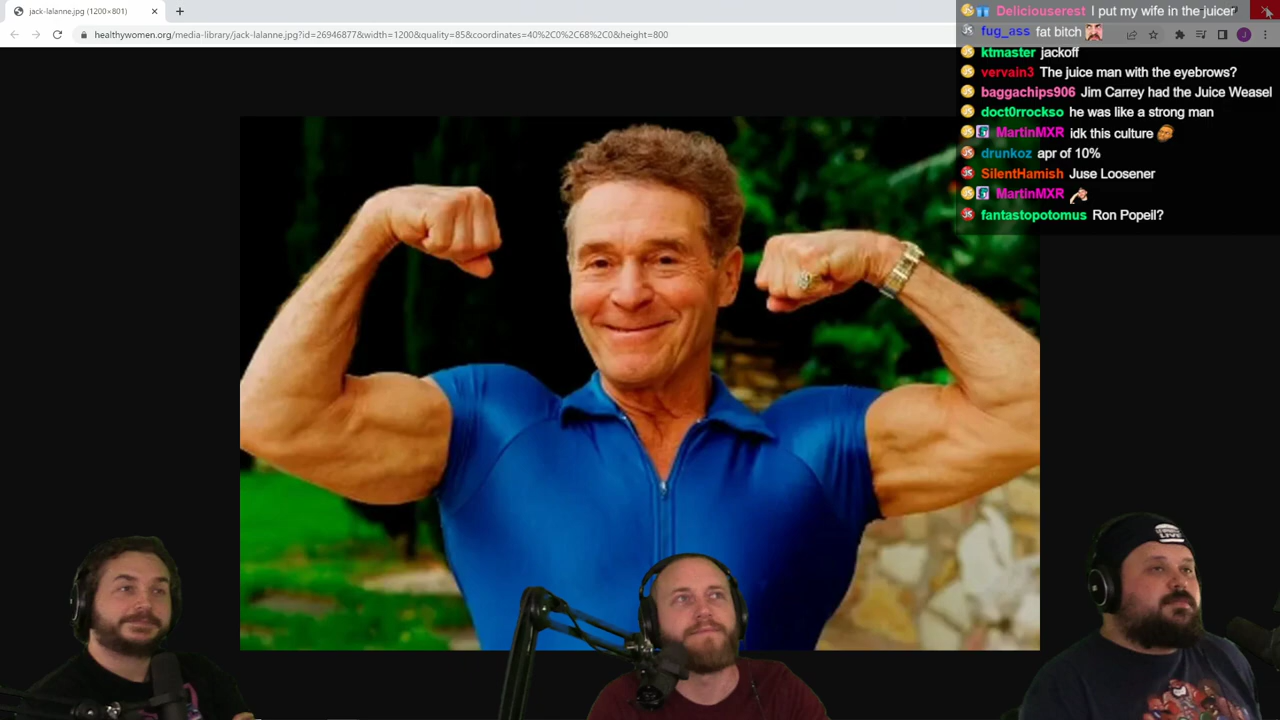 jack-lalanne.jpg (1200×801)
healthywomen.org/media-library/jack-lalanne.jpg?id=26946877&width=1200&quality=85&coordinates=40%2C0%2C68%2C0&height=800
J
Deliciouserest I put my wife in the juicer
fug_ass fat bitch
ktmaster jackoff
vervain3 The juice man with the eyebrows?
baggachips906 Jim Carrey had the Juice Weasel
doct0rrockso he was like a strong man
MartinMXR idk this culture
drunkoz apr of 10%
SilentHamish Juse Loosener
MartinMXR
fantastopotomus Ron Popeil?
LIVE